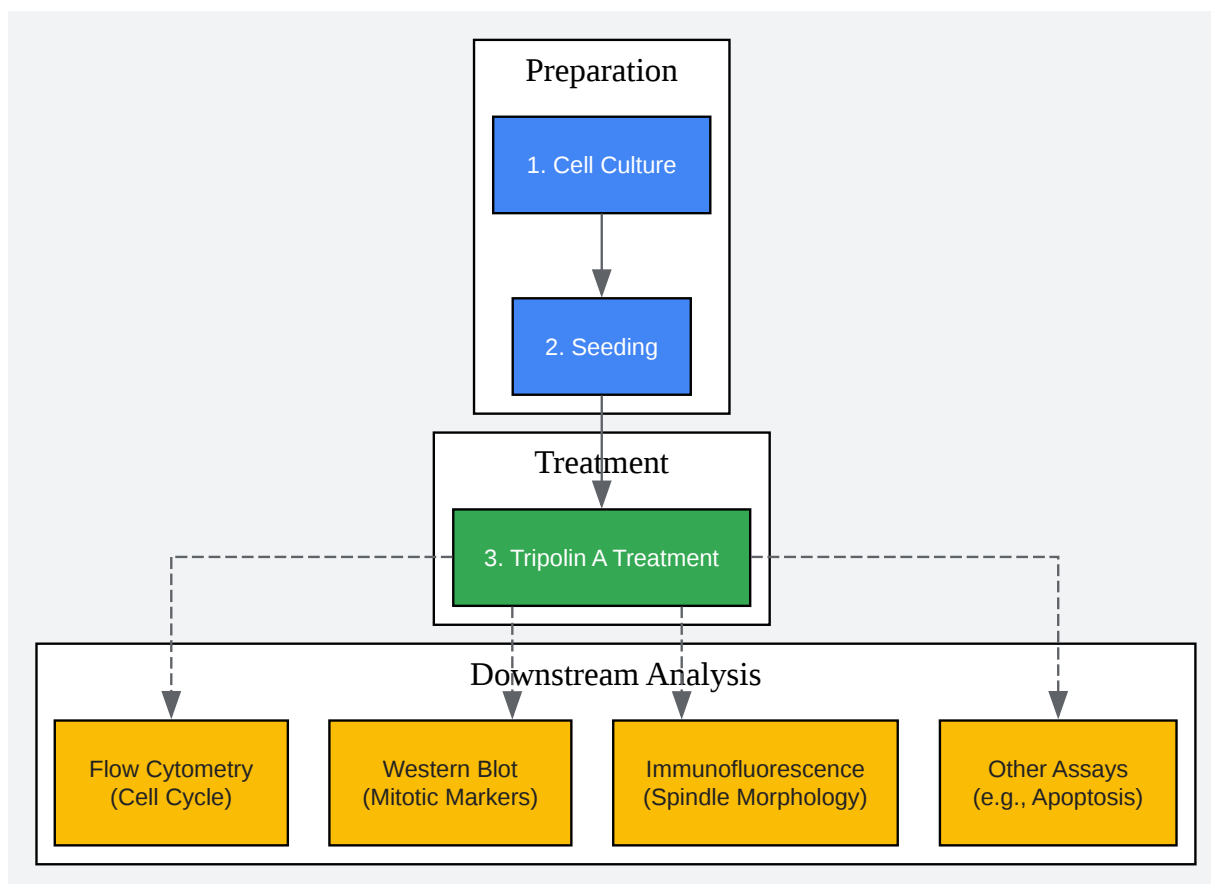 Preparation
1. Cell Culture
2. Seeding
Treatment
3. Tripolin A Treatment
Downstream Analysis
Flow Cytometry
(Cell Cycle)
Western Blot
(Mitotic Markers)
Immunofluorescence
(Spindle Morphology)
Other Assays
(e.g., Apoptosis)